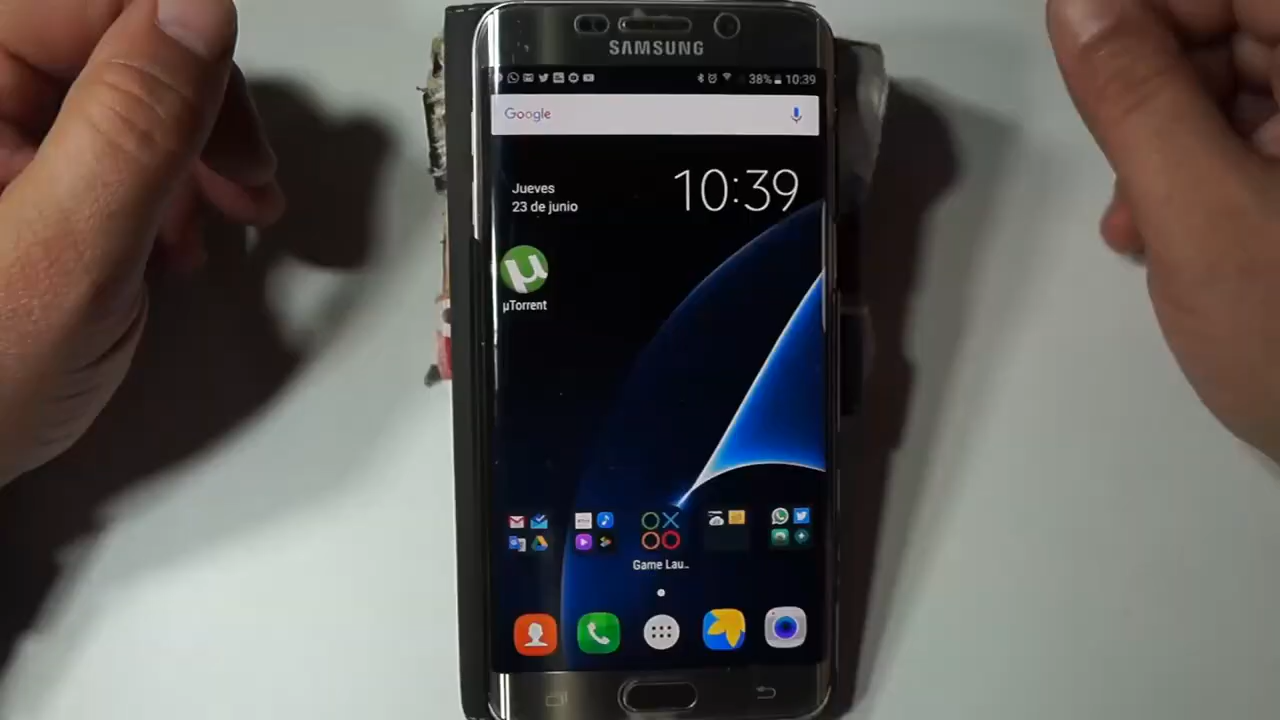 SAMSUNG
38% 10:39
Google
Jueves
23 de junio
10:39
µ
µTorrent
Game Lau..